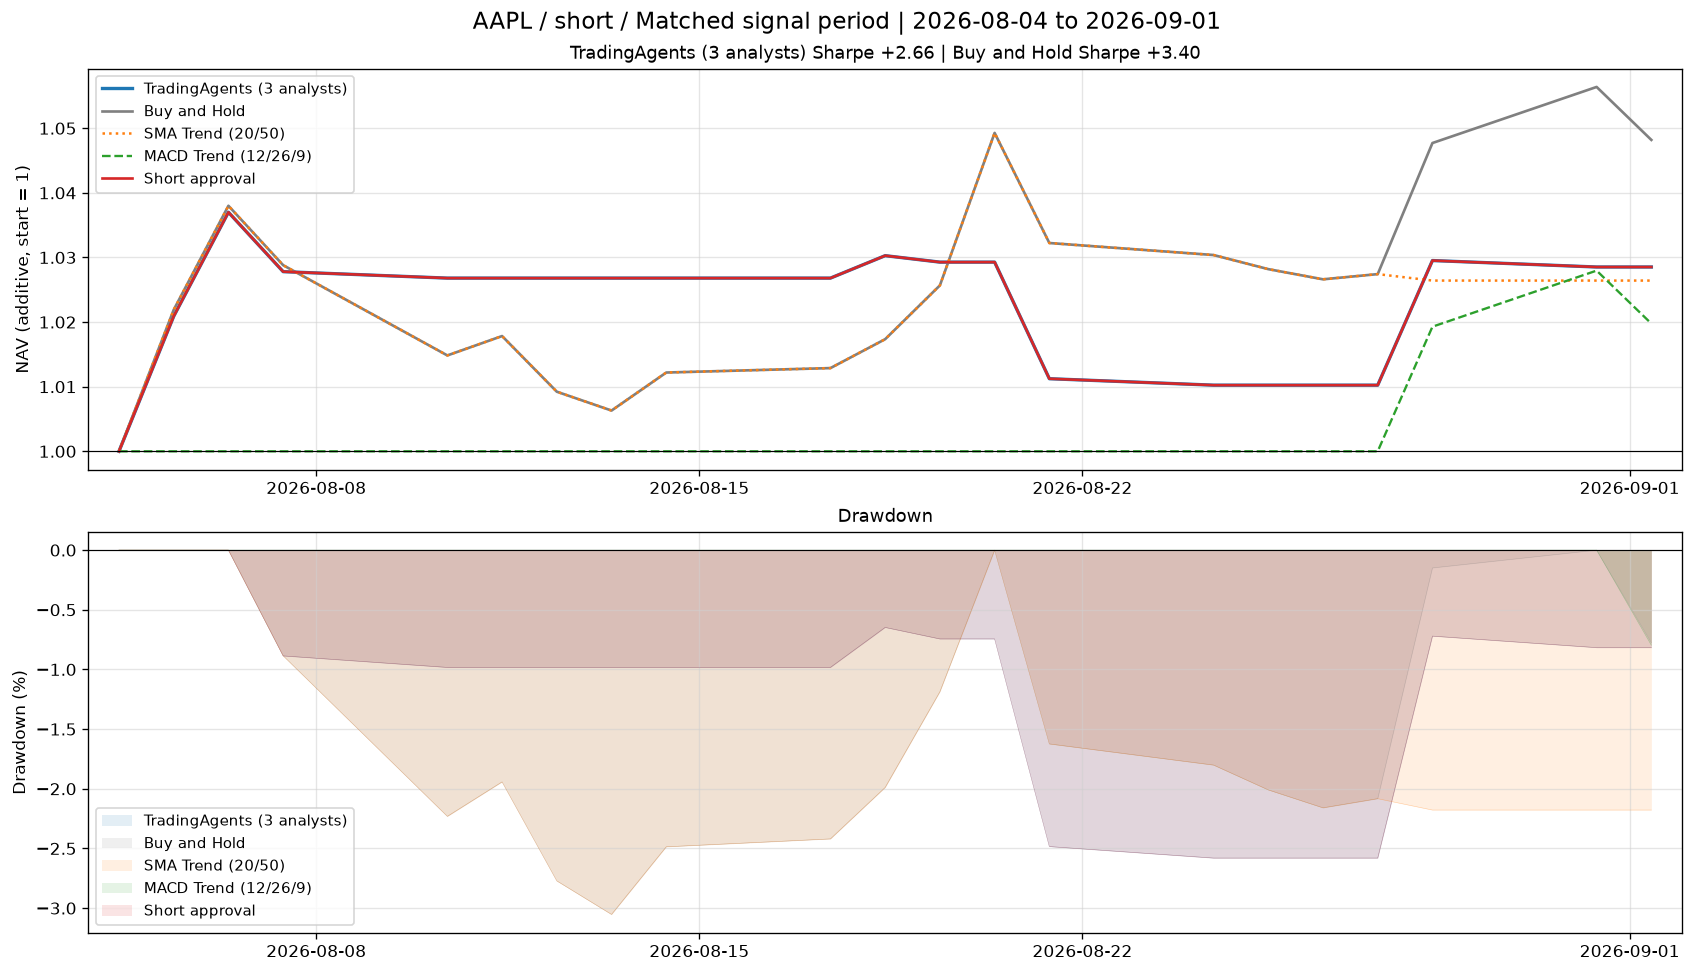 AAPL / short / Matched signal period | 2026-08-04 to 2026-09-01
TradingAgents (3 analysts) Sharpe +2.66 | Buy and Hold Sharpe +3.40
NAV (additive, start = 1)
1.05
1.04
1.03
1.02
1.01
1.00
TradingAgents (3 analysts)
Buy and Hold
SMA Trend (20/50)
MACD Trend (12/26/9)
Short approval
2026-08-08
2026-08-15
2026-08-22
2026-09-01
Drawdown
Drawdown (%)
0.0
−0.5
−1.0
−1.5
−2.0
−2.5
−3.0
TradingAgents (3 analysts)
Buy and Hold
SMA Trend (20/50)
MACD Trend (12/26/9)
Short approval
2026-08-08
2026-08-15
2026-08-22
2026-09-01